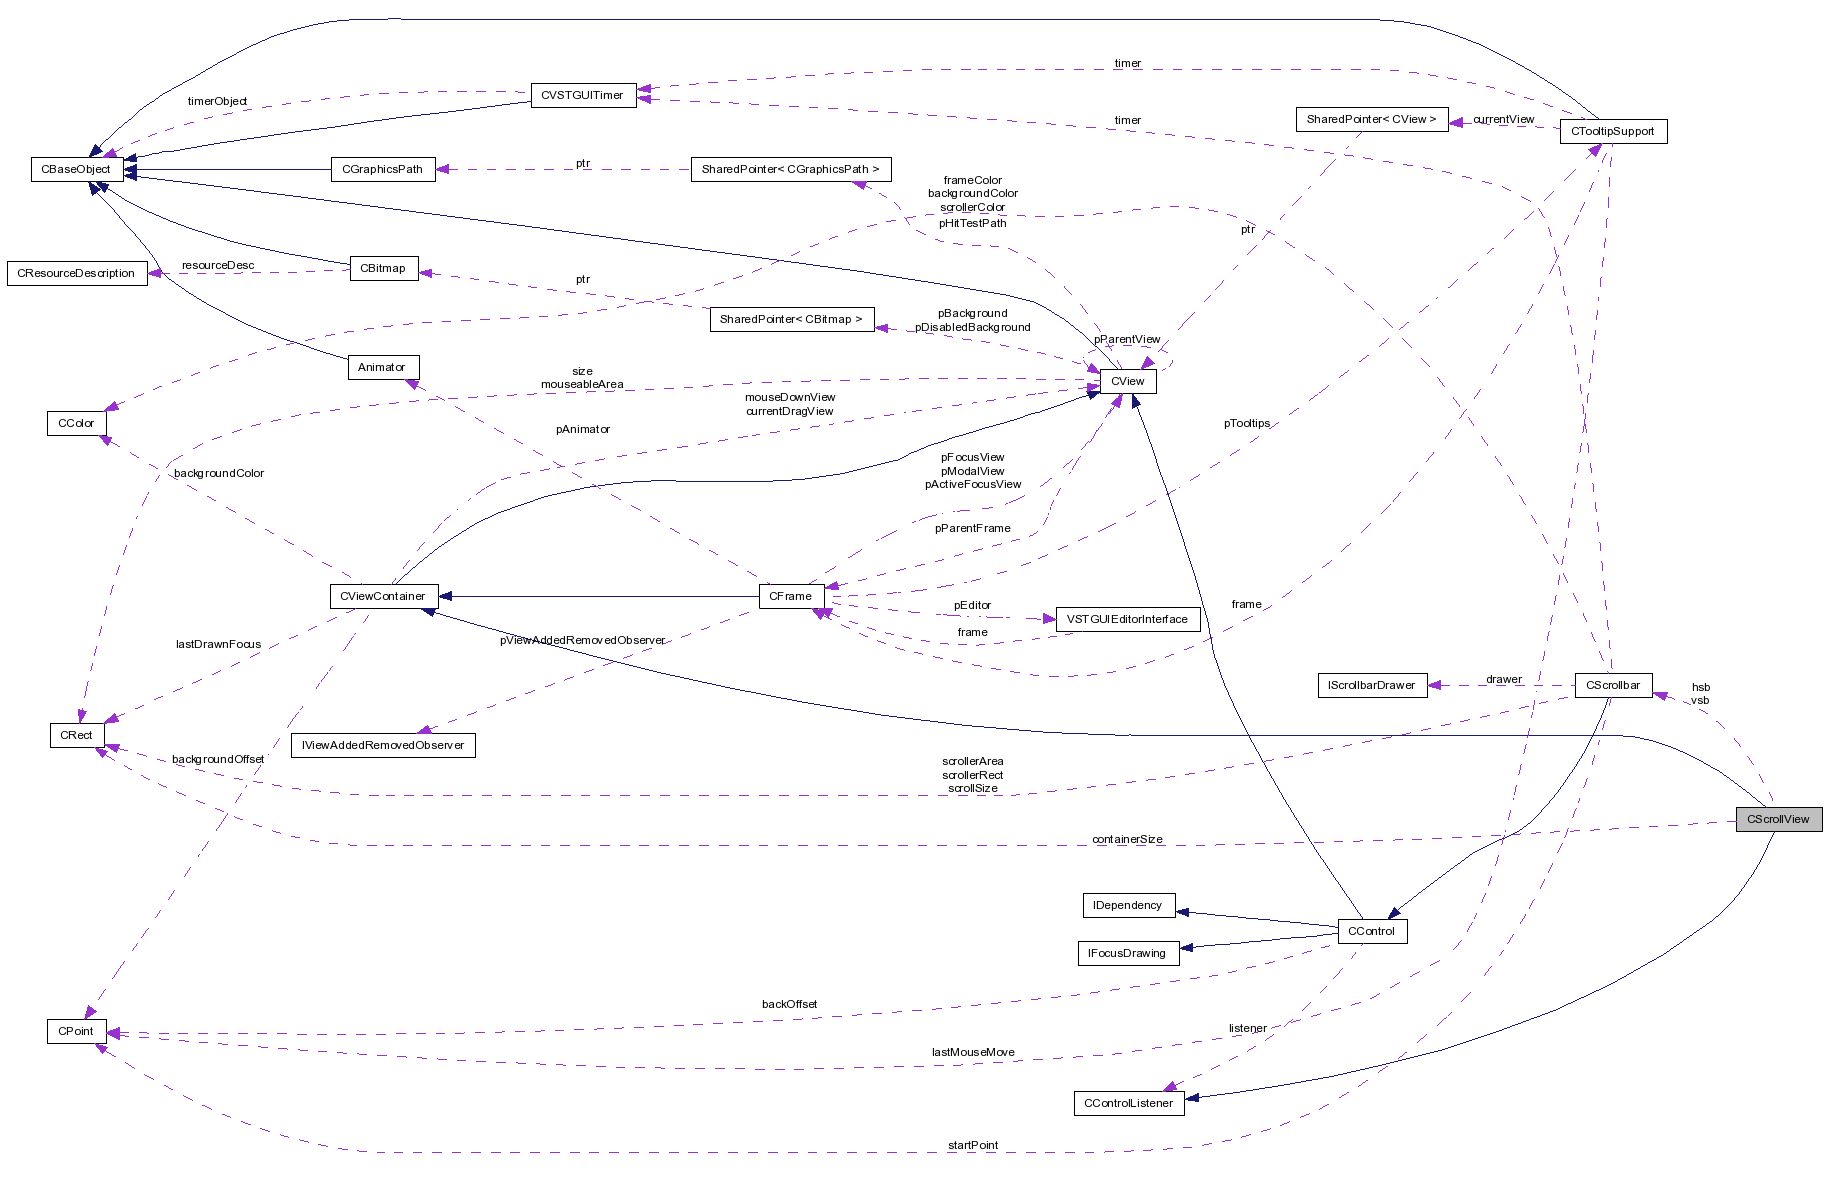 timer
timerObject
CVSTGUITimer
timer
SharedPointer< CView >
currentView
CTooltipSupport
CBaseObject
CGraphicsPath
ptr
SharedPointer< CGraphicsPath >
frameColor
backgroundColor
scrollerColor
pHitTestPath
ptr
CResourceDescription
resourceDesc
CBitmap
ptr
SharedPointer< CBitmap >
pBackground
pDisabledBackground
pParentView
Animator
size
mouseableArea
CView
mouseDownView
currentDragView
CColor
pAnimator
pTooltips
backgroundColor
pFocusView
pModalView
pActiveFocusView
pParentFrame
CViewContainer
CFrame
pEditor
frame
VSTGUIEditorInterface
frame
lastDrawnFocus
pViewAddedRemovedObserver
IScrollbarDrawer
drawer
CScrollbar
hsb
vsb
CRect
IViewAddedRemovedObserver
backgroundOffset
scrollerArea
scrollerRect
scrollSize
CScrollView
containerSize
IDependency
CControl
IFocusDrawing
backOffset
CPoint
listener
lastMouseMove
CControlListener
startPoint